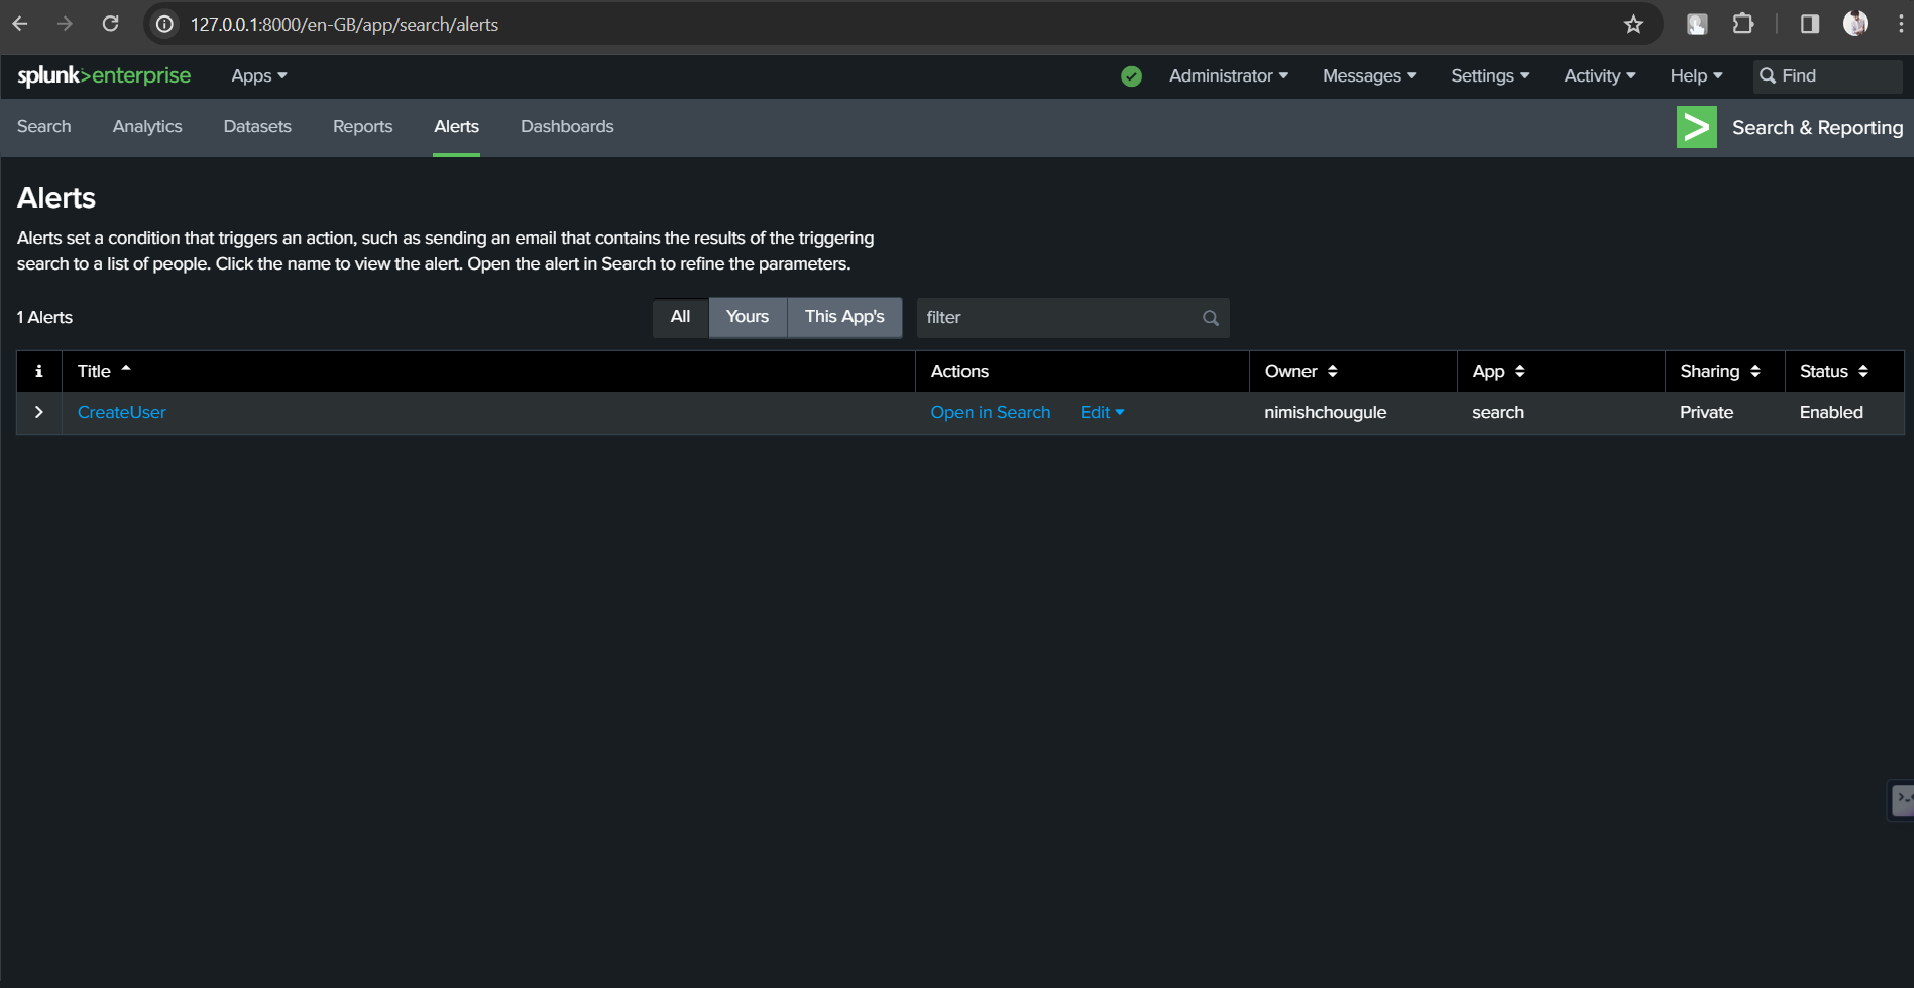 127.0.0.1:8000/en-GB/app/search/alerts
splunk>enterprise Apps Administrator Messages Settings Activity Help Find
Search Analytics Datasets Reports Alerts Dashboards > Search & Reporting
Alerts
Alerts set a condition that triggers an action, such as sending an email that contains the results of the triggering
search to a list of people. Click the name to view the alert. Open the alert in Search to refine the parameters.
1 Alerts All Yours This App's filter
i Title Actions Owner App Sharing Status
> CreateUser Open in Search Edit nimishchougule search Private Enabled